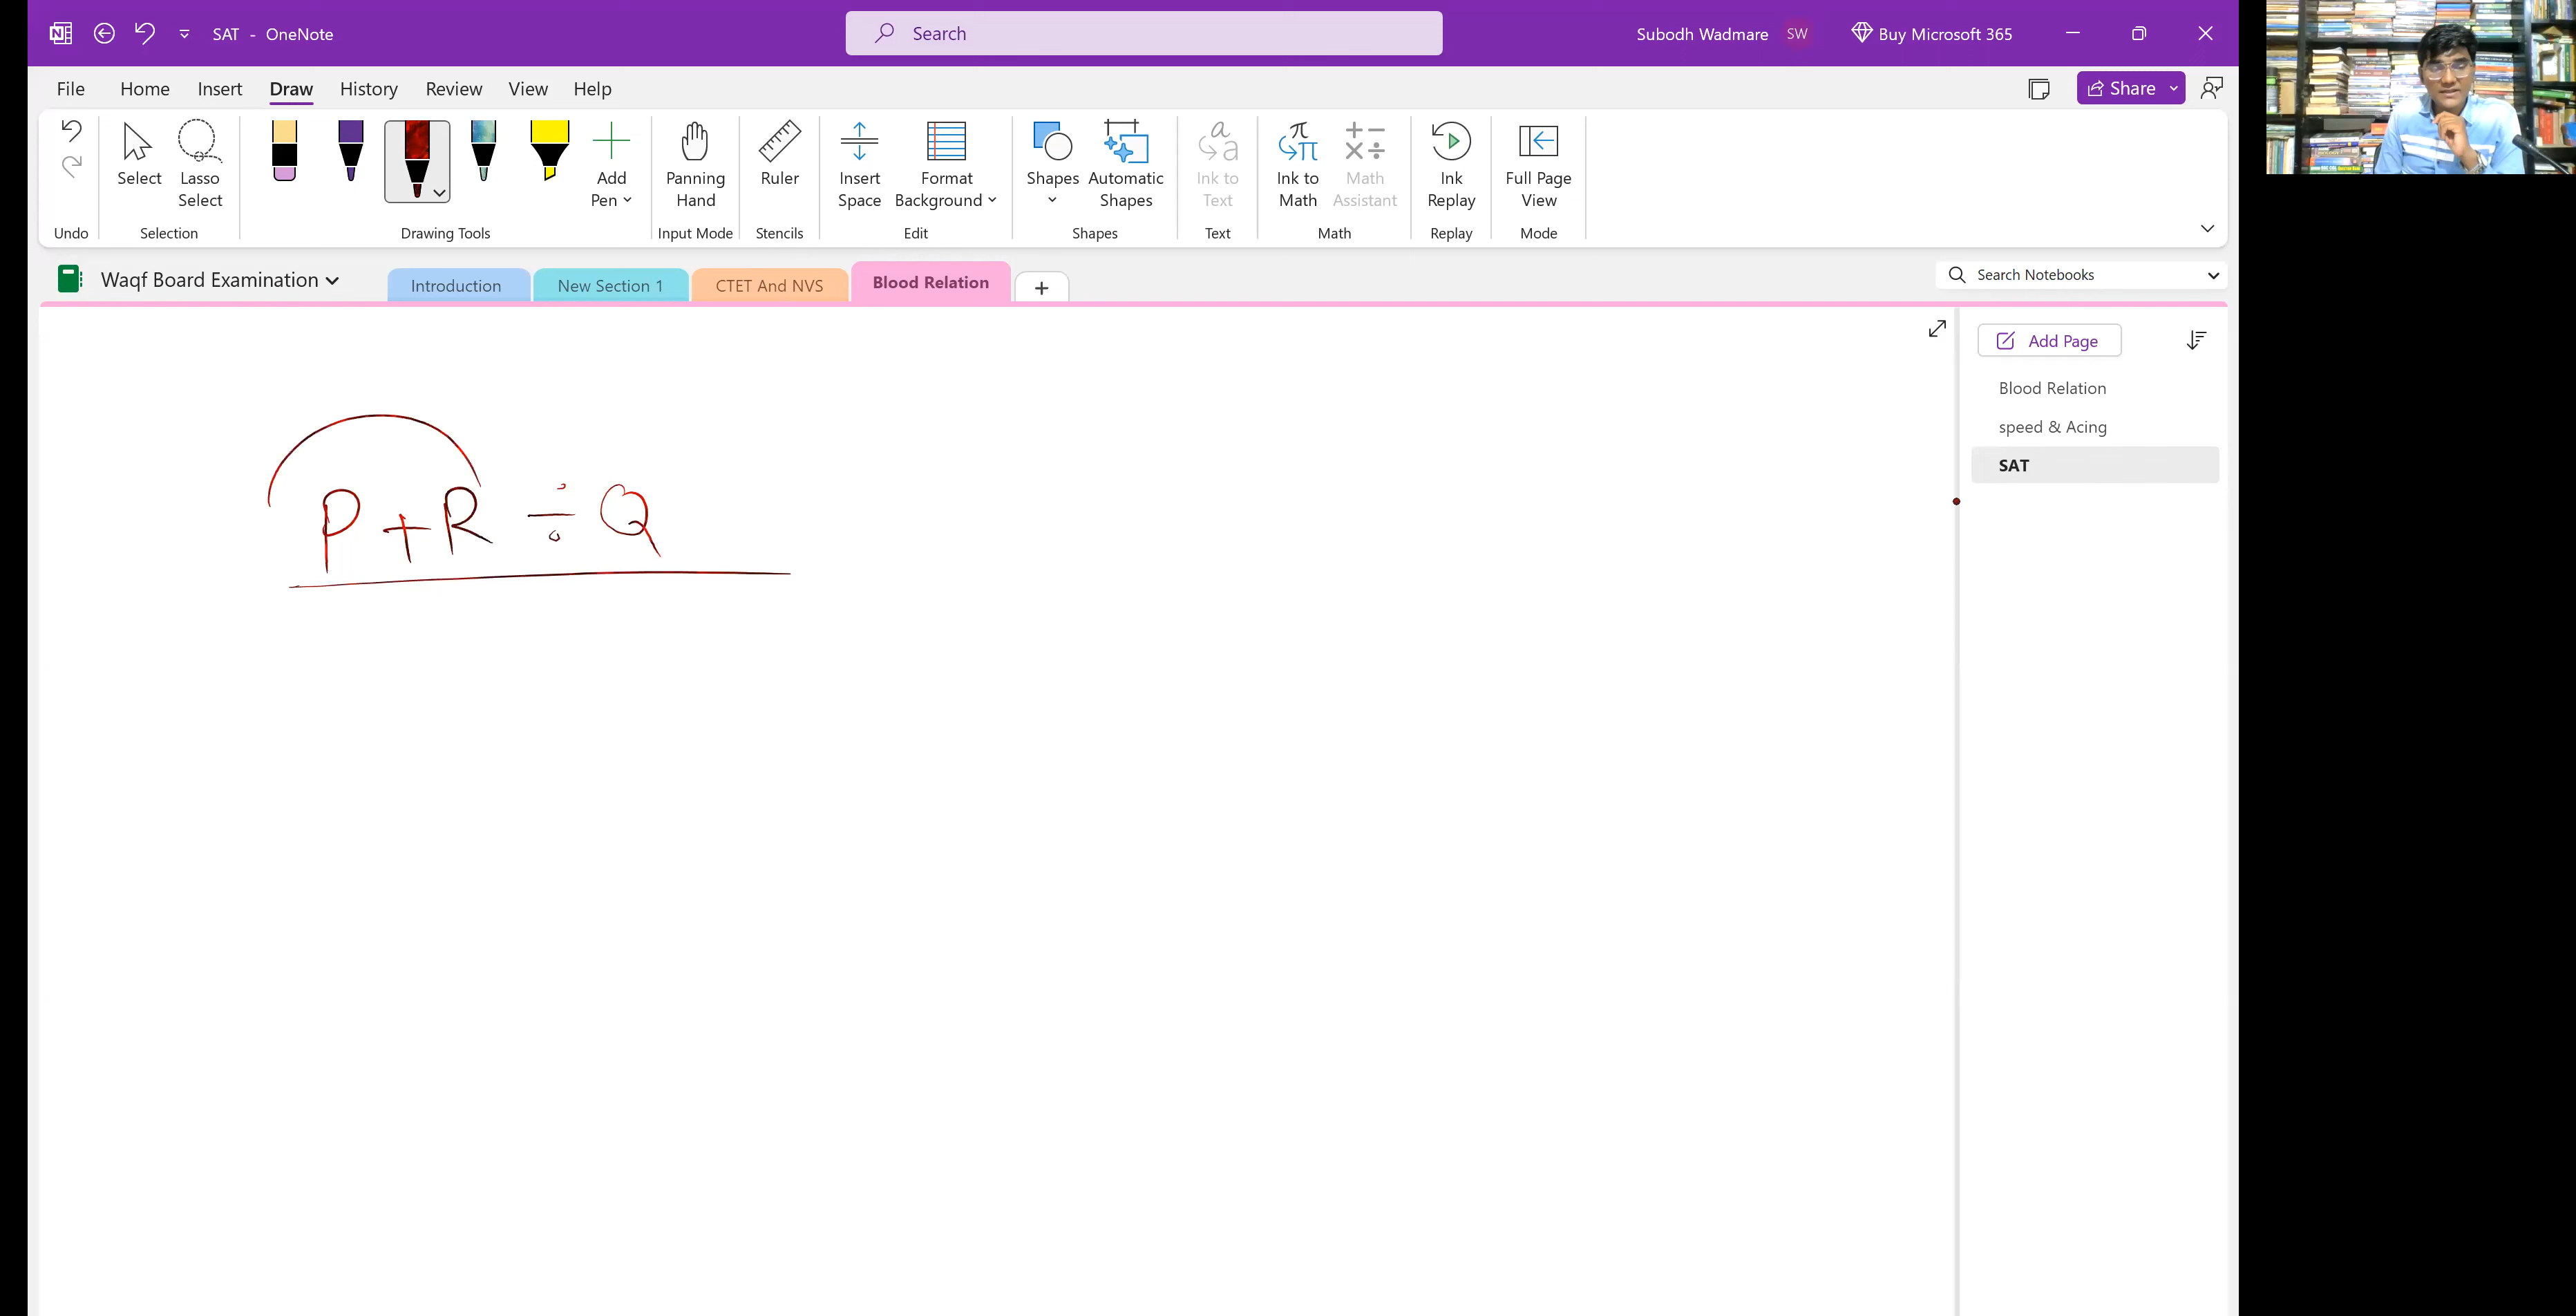 SAT - OneNote
Search
Subodh Wadmare SW
Buy Microsoft 365
File Home Insert Draw History Review View Help
Share
Select
Lasso Select
Add Pen
Panning Hand
Ruler
Insert Space
Format Background
Shapes
Automatic Shapes
Ink to Text
Ink to Math
Math Assistant
Ink Replay
Full Page View
Undo Selection Drawing Tools Input Mode Stencils Edit Shapes Text Math Replay Mode
Waqf Board Examination
Introduction New Section 1 CTET And NVS Blood Relation +
Search Notebooks
Add Page
Blood Relation
speed & Acing
SAT
P + R ÷ Q